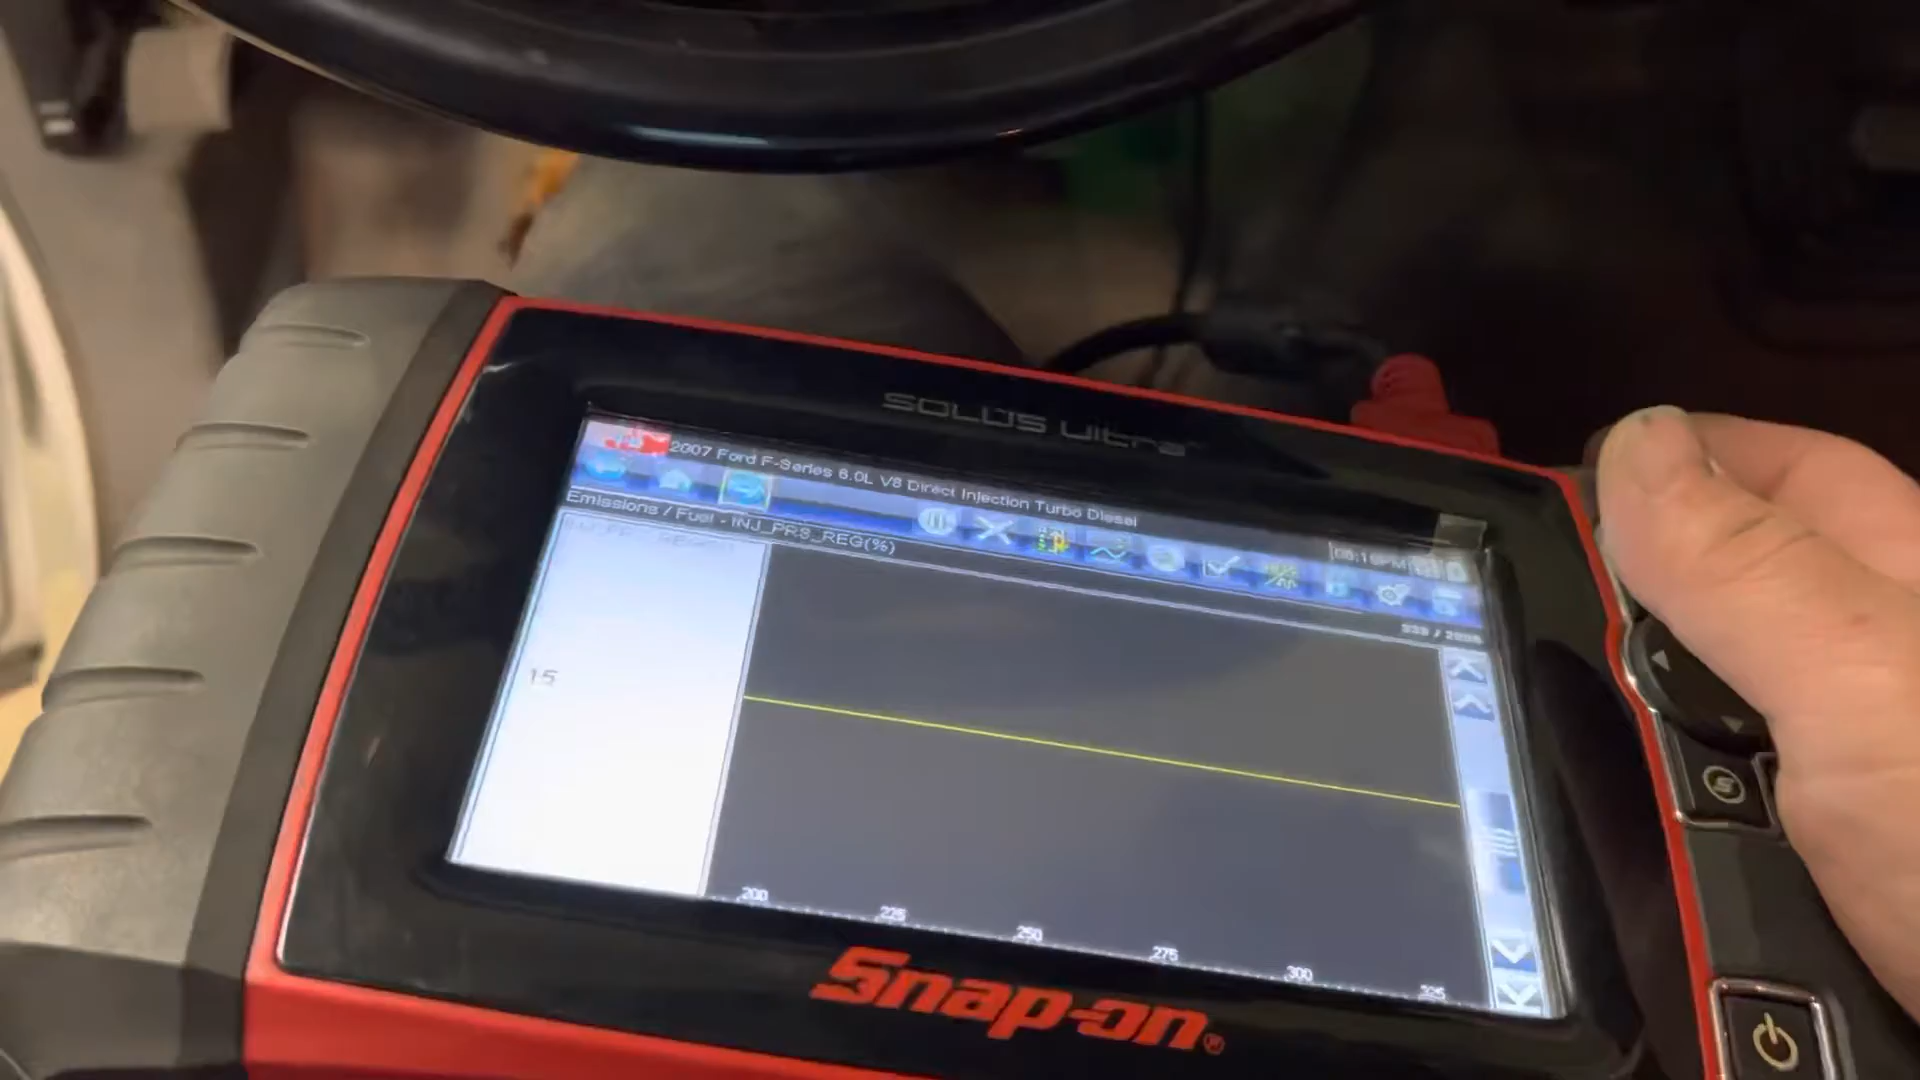 SOLUS Ultra
2007 Ford F-Series 6.0L V8 Direct Injection Turbo Diesel
Emissions / Fuel - INJ_PRS_REG(%)
15
200
225
250
275
300
325
Snap-on®